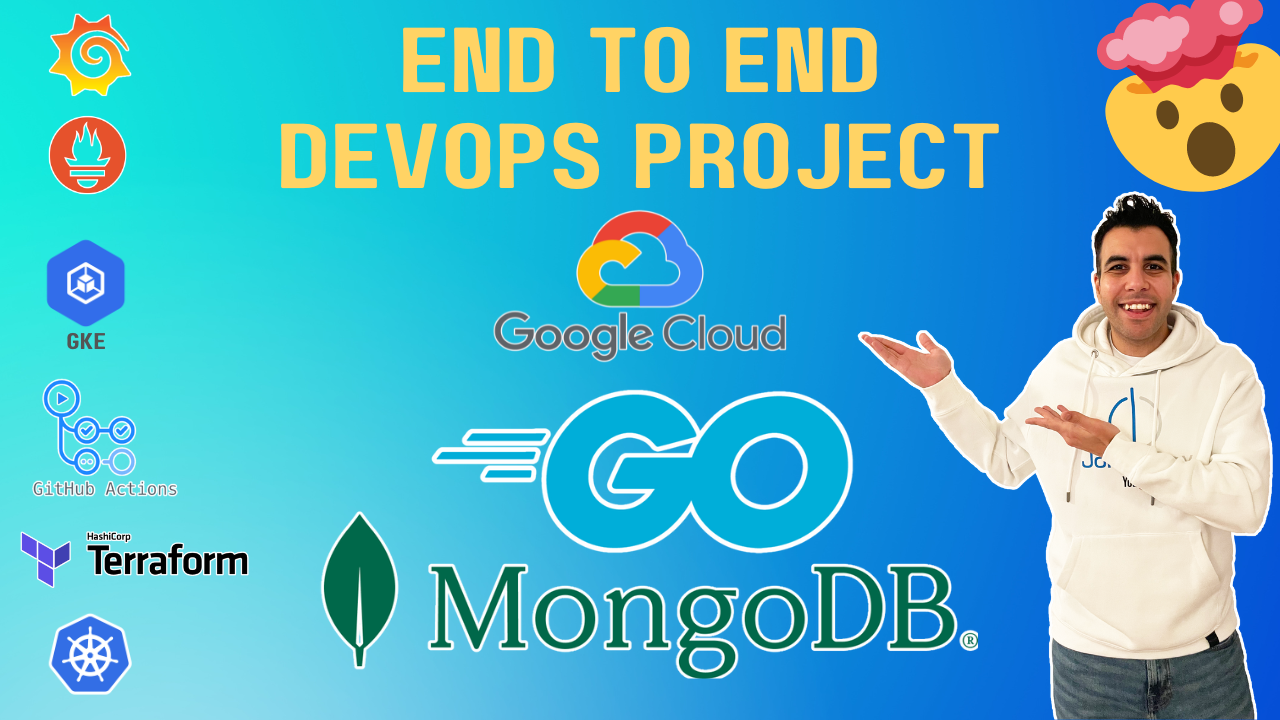 END TO END
DEVOPS PROJECT
Google Cloud
GKE
GitHub Actions
HashiCorp
Terraform
GO
MongoDB®